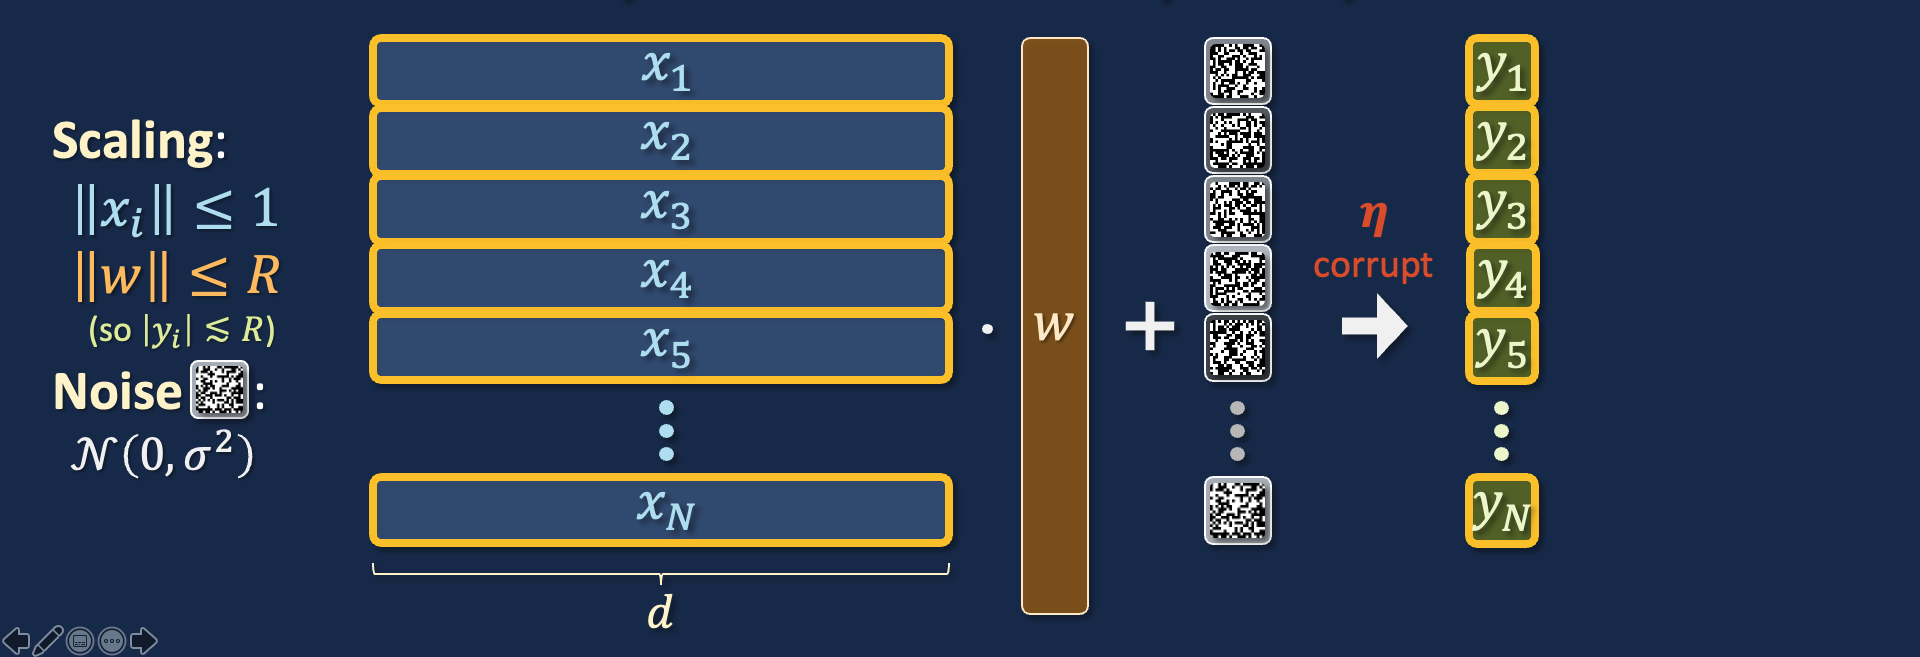 Scaling:
‖x_i‖ ≤ 1
‖w‖ ≤ R
(so |y_i| ≲ R)
Noise :
𝒩(0, σ²)
x_1
x_2
x_3
x_4
x_5
⋮
x_N
d
·
w
+
⋮
η
corrupt
y_1
y_2
y_3
y_4
y_5
⋮
y_N